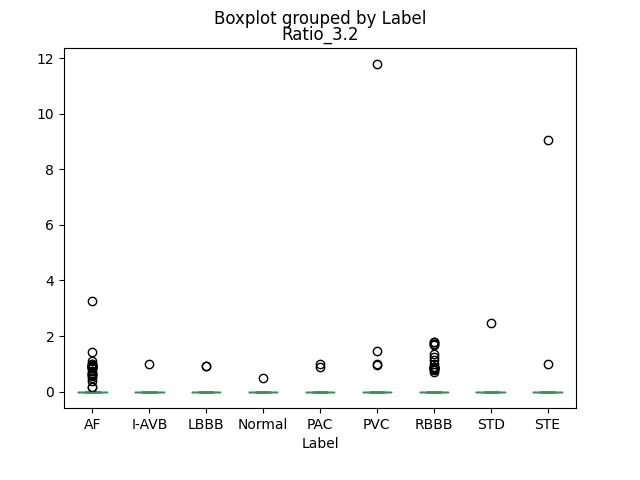 Boxplot grouped by Label
Ratio_3.2
12
10
8
6
4
2
0
AF I-AVB LBBB Normal PAC PVC RBBB STD STE
Label